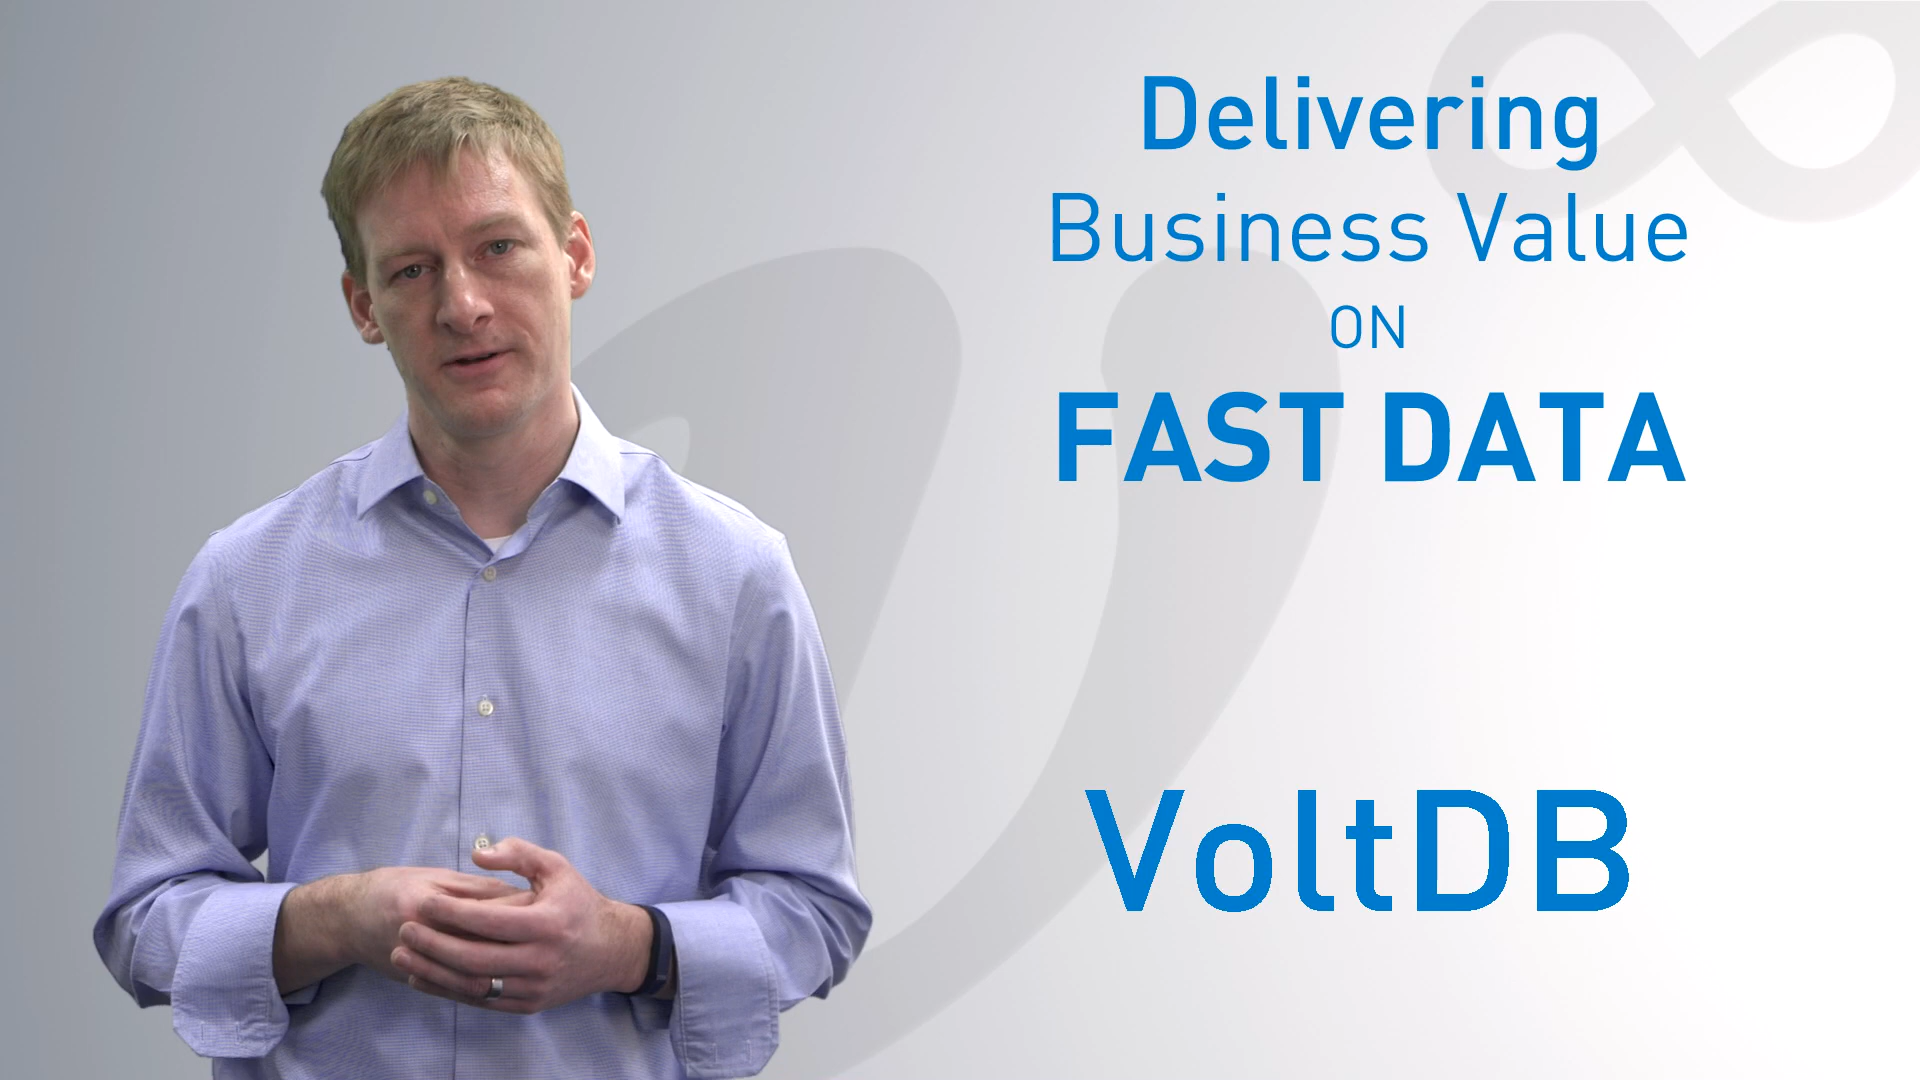 Delivering
Business Value
ON
FAST DATA
VoltDB